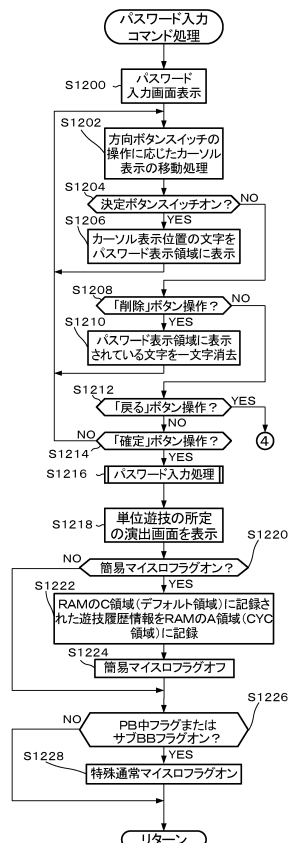 パスワード入力
コマンド処理
S1200
パスワード
入力画面表示
S1202
方向ボタンスイッチの
操作に応じたカーソル
表示の移動処理
S1204
決定ボタンスイッチオン?
NO
YES
S1206
カーソル表示位置の文字を
パスワード表示領域に表示
S1208
「削除」ボタン操作?
NO
YES
S1210
パスワード表示領域に表示
されている文字を一文字消去
S1212
「戻る」ボタン操作?
YES
NO
④
NO
「確定」ボタン操作?
S1214
YES
S1216
パスワード入力処理
S1218
単位遊技の所定
の演出画面を表示
S1220
NO
簡易マイスロフラグオン?
YES
S1222
RAMのC領域(デフォルト領域)に記録さ
れた遊技履歴情報をRAMのA領域(CYC
領域)に記録
S1224
簡易マイスロフラグオフ
S1226
NO
PB中フラグまたは
サブBBフラグオン?
YES
S1228
特殊通常マイスロフラグオン
リターン